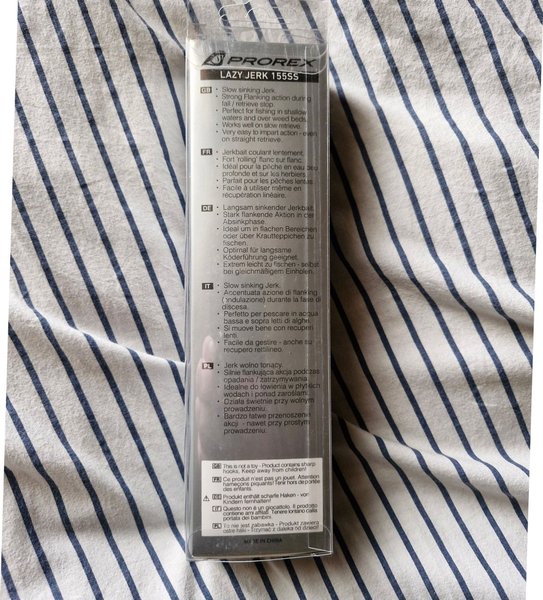 PROREX
LAZY JERK 155SS
GB • Slow sinking Jerk.
• Strong Flanking action during
fall / retrieve stop.
• Perfect for fishing in shallow
waters and over weed beds.
• Works well on slow retrieve.
• Very easy to impart action - even
on straight retrieve.
FR • Jerkbait coulant lentement.
• Fort 'rolling' flanc sur flanc.
• Idéal pour la pêche en eau peu
profonde et sur les herbiers.
• Parfait pour les pêches lentes.
• Facile à utiliser même en
récupération linéaire.
DE • Langsam sinkender Jerkbait.
• Stark flankende Aktion in der
Absinkphase.
• Ideal um in flachen Bereichen
oder über Krautteppichen zu
fischen.
• Optimal für langsame
Köderführung geeignet.
• Extrem leicht zu fischen - selbst
bei gleichmäßigem Einholen.
IT • Slow sinking Jerk.
• Accentuata azione di flanking
(ondulazione) durante la fase di
discesa.
• Perfetto per pescare in acqua
bassa e sopra letti di alghe.
• Si muove bene con recuperi
lenti.
• Facile da gestire - anche su
recupero rettilineo.
PL • Jerk wolno tonący.
• Silnie flankująca akcja podczas
opadania / zatrzymywania.
• Idealne do łowienia w płytkich
wodach i ponad zaroślami.
• Działa świetnie przy wolnym
prowadzeniu.
• Bardzo łatwe przenoszenie
akcji - nawet przy prostym
prowadzeniu.
GB This is not a toy - Product contains sharp
hooks, Keep away from children!
FR Ce produit n'est pas un jouet. Attention
hameçons piquants! Tenir hors de portée
des enfants.
DE Produkt enthält scharfe Haken - von
Kindern fernhalten!
IT Questo non è un giocattolo. Il prodotto
contiene ami affilati. Tenere lontano dalla
portata dei bambini.
PL To nie jest zabawka - Produkt zawiera
ostre haki - Trzymać z daleka od dzieci!
MADE IN CHINA